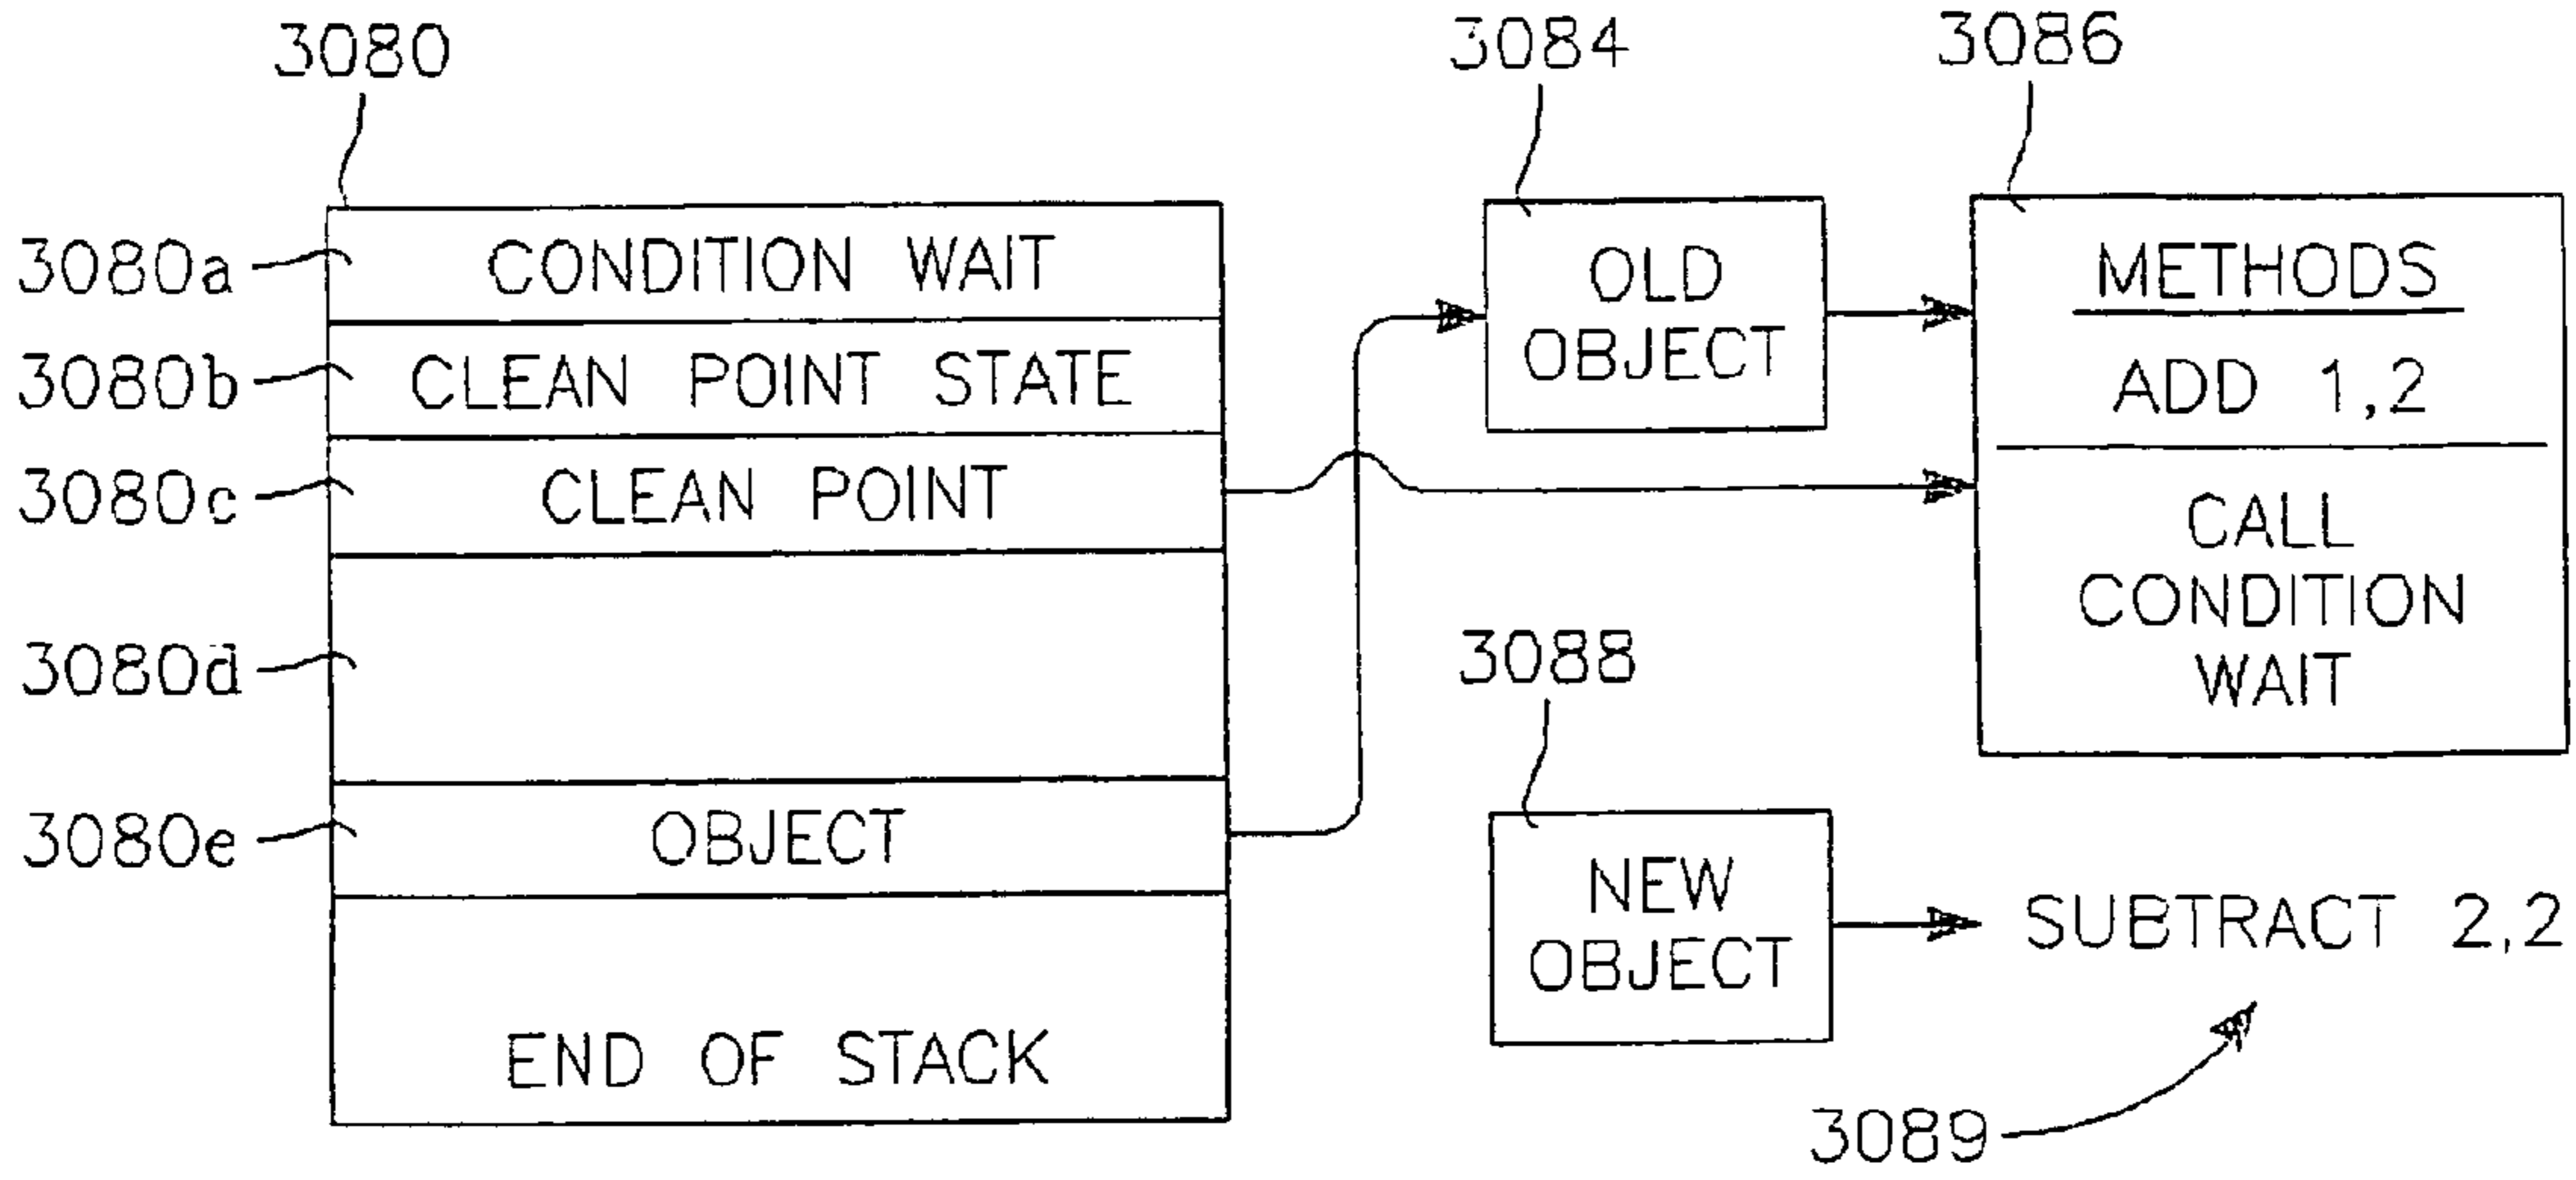 3080
3084
3086
3080a
CONDITION WAIT
3080b
CLEAN POINT STATE
3080c
CLEAN POINT
3080d
3080e
OBJECT
END OF STACK
OLD
OBJECT
METHODS
ADD 1,2
CALL
CONDITION
WAIT
3088
NEW
OBJECT
SUBTRACT 2,2
3089